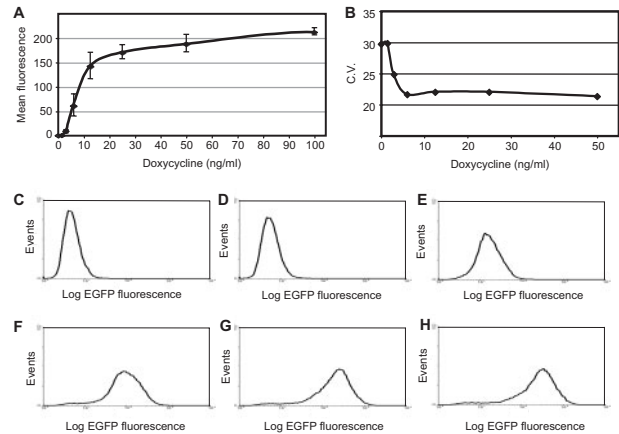 A
Mean fluorescence
200
150
100
50
0
0 10 20 30 40 50 60 70 80 90 100
Doxycycline (ng/ml)
B
C.V.
35
30
25
20
0 10 20 30 40 50
Doxycycline (ng/ml)
C
Events
Log EGFP fluorescence
D
Events
Log EGFP fluorescence
E
Events
Log EGFP fluorescence
F
Events
Log EGFP fluorescence
G
Events
Log EGFP fluorescence
H
Events
Log EGFP fluorescence